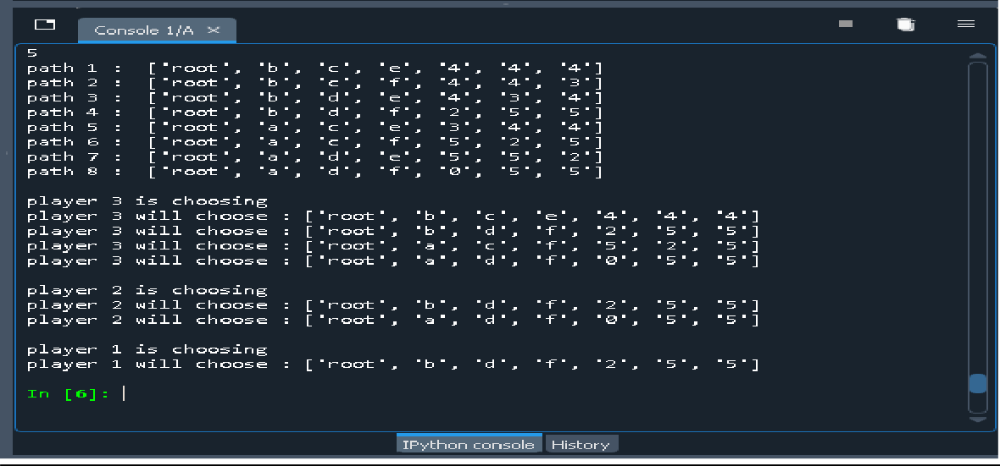 Console 1/A ×
5
path 1 :  ['root', 'b', 'c', 'e', '4', '4', '4']
path 2 :  ['root', 'b', 'c', 'f', '4', '4', '3']
path 3 :  ['root', 'b', 'd', 'e', '4', '3', '4']
path 4 :  ['root', 'b', 'd', 'f', '2', '5', '5']
path 5 :  ['root', 'a', 'c', 'e', '3', '4', '4']
path 6 :  ['root', 'a', 'c', 'f', '5', '2', '5']
path 7 :  ['root', 'a', 'd', 'e', '5', '5', '2']
path 8 :  ['root', 'a', 'd', 'f', '0', '5', '5']
player 3 is choosing
player 3 will choose : ['root', 'b', 'c', 'e', '4', '4', '4']
player 3 will choose : ['root', 'b', 'd', 'f', '2', '5', '5']
player 3 will choose : ['root', 'a', 'c', 'f', '5', '2', '5']
player 3 will choose : ['root', 'a', 'd', 'f', '0', '5', '5']
player 2 is choosing
player 2 will choose : ['root', 'b', 'd', 'f', '2', '5', '5']
player 2 will choose : ['root', 'a', 'd', 'f', '0', '5', '5']
player 1 is choosing
player 1 will choose : ['root', 'b', 'd', 'f', '2', '5', '5']
In [6]:
IPython console History